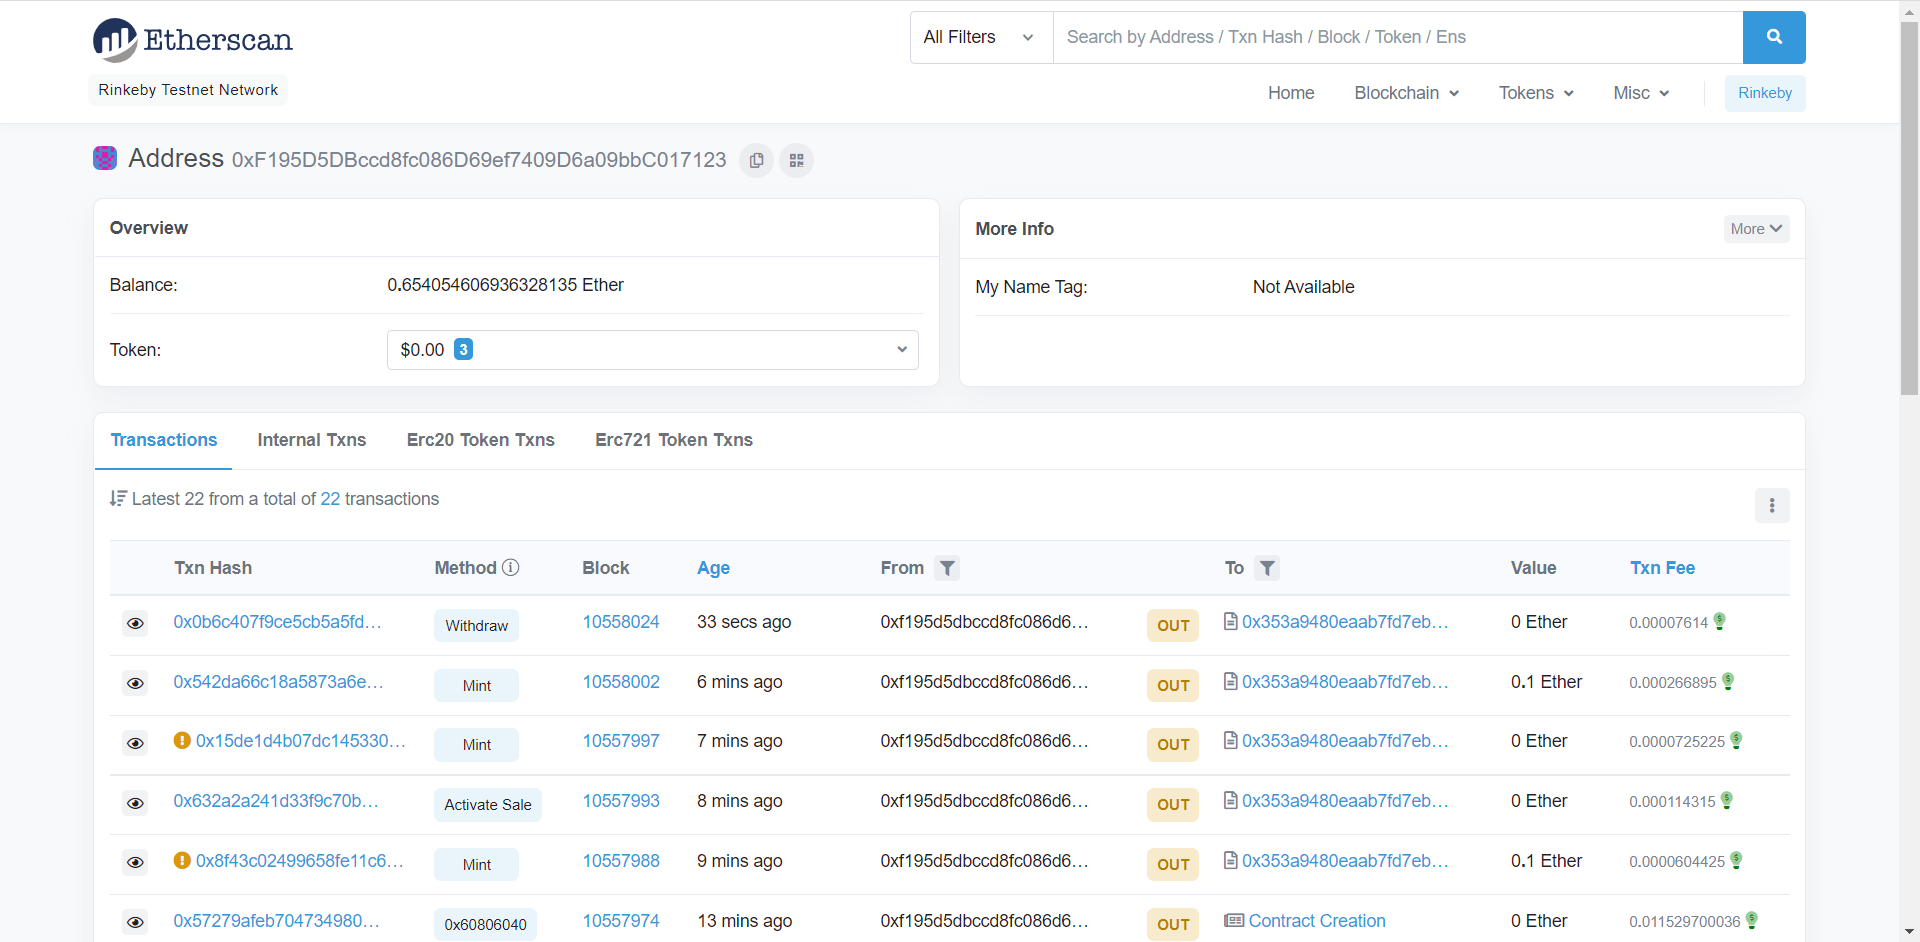 Etherscan
All Filters
Search by Address / Txn Hash / Block / Token / Ens
Rinkeby Testnet Network
Home Blockchain Tokens Misc Rinkeby
Address 0xF195D5DBccd8fc086D69ef7409D6a09bbC017123
Overview
Balance: 0.654054606936328135 Ether
Token: $0.00 3
More Info More
My Name Tag: Not Available
Transactions Internal Txns Erc20 Token Txns Erc721 Token Txns
Latest 22 from a total of 22 transactions
Txn Hash Method Block Age From To Value Txn Fee
0x0b6c407f9ce5cb5a5fd... Withdraw 10558024 33 secs ago 0xf195d5dbccd8fc086d6... OUT 0x353a9480eaab7fd7eb... 0 Ether 0.00007614
0x542da66c18a5873a6e... Mint 10558002 6 mins ago 0xf195d5dbccd8fc086d6... OUT 0x353a9480eaab7fd7eb... 0.1 Ether 0.000266895
0x15de1d4b07dc145330... Mint 10557997 7 mins ago 0xf195d5dbccd8fc086d6... OUT 0x353a9480eaab7fd7eb... 0 Ether 0.0000725225
0x632a2a241d33f9c70b... Activate Sale 10557993 8 mins ago 0xf195d5dbccd8fc086d6... OUT 0x353a9480eaab7fd7eb... 0 Ether 0.000114315
0x8f43c02499658fe11c6... Mint 10557988 9 mins ago 0xf195d5dbccd8fc086d6... OUT 0x353a9480eaab7fd7eb... 0.1 Ether 0.0000604425
0x57279afeb704734980... 0x60806040 10557974 13 mins ago 0xf195d5dbccd8fc086d6... OUT Contract Creation 0 Ether 0.011529700036